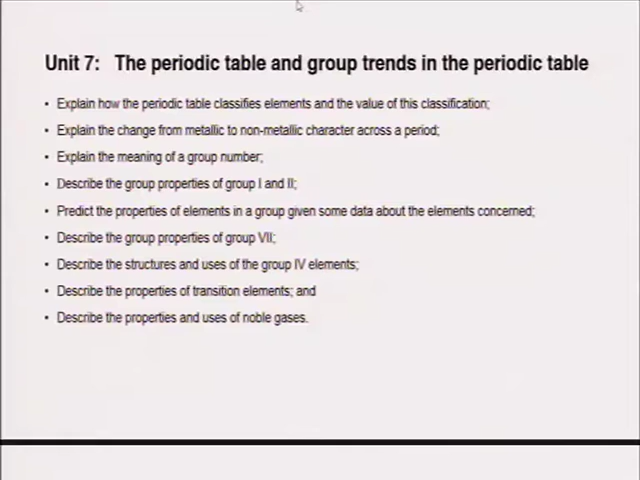 Unit 7: The periodic table and group trends in the periodic table
• Explain how the periodic table classifies elements and the value of this classification;
• Explain the change from metallic to non-metallic character across a period;
• Explain the meaning of a group number;
• Describe the group properties of group I and II;
• Predict the properties of elements in a group given some data about the elements concerned;
• Describe the group properties of group VII;
• Describe the structures and uses of the group IV elements;
• Describe the properties of transition elements; and
• Describe the properties and uses of noble gases.